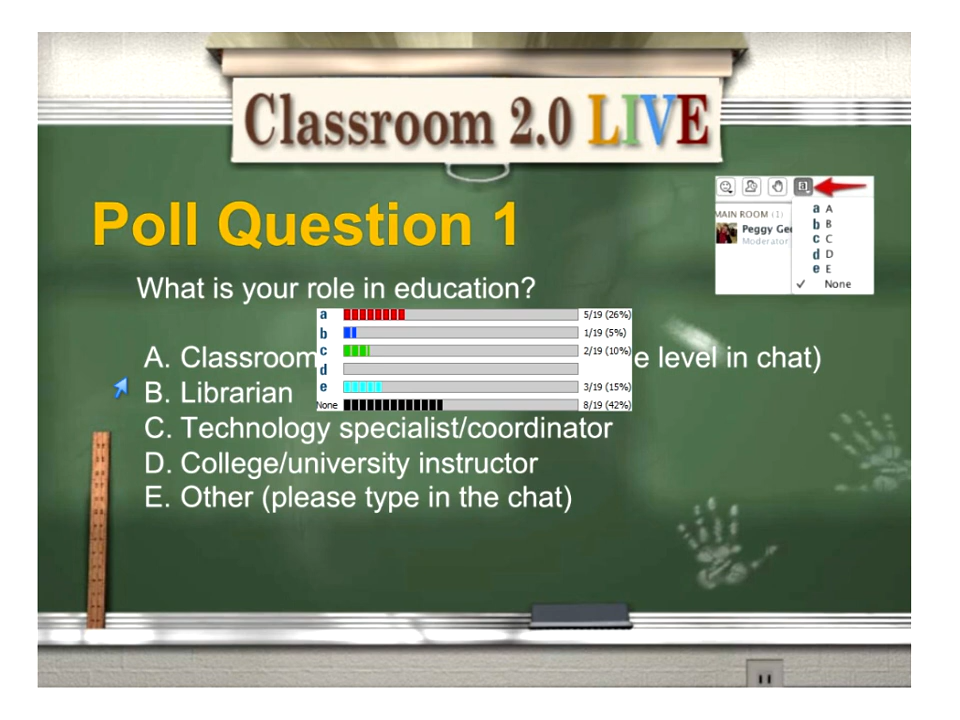 Classroom 2.0 LIVE
MAIN ROOM (1)
Peggy Ge
Moderator
a A
b B
c C
d D
e E
✓ None
Poll Question 1
What is your role in education?
a 5/19 (26%)
b 1/19 (5%)
c 2/19 (10%)
d
e 3/19 (15%)
None 8/19 (42%)
A. Classroom e level in chat)
B. Librarian
C. Technology specialist/coordinator
D. College/university instructor
E. Other (please type in the chat)